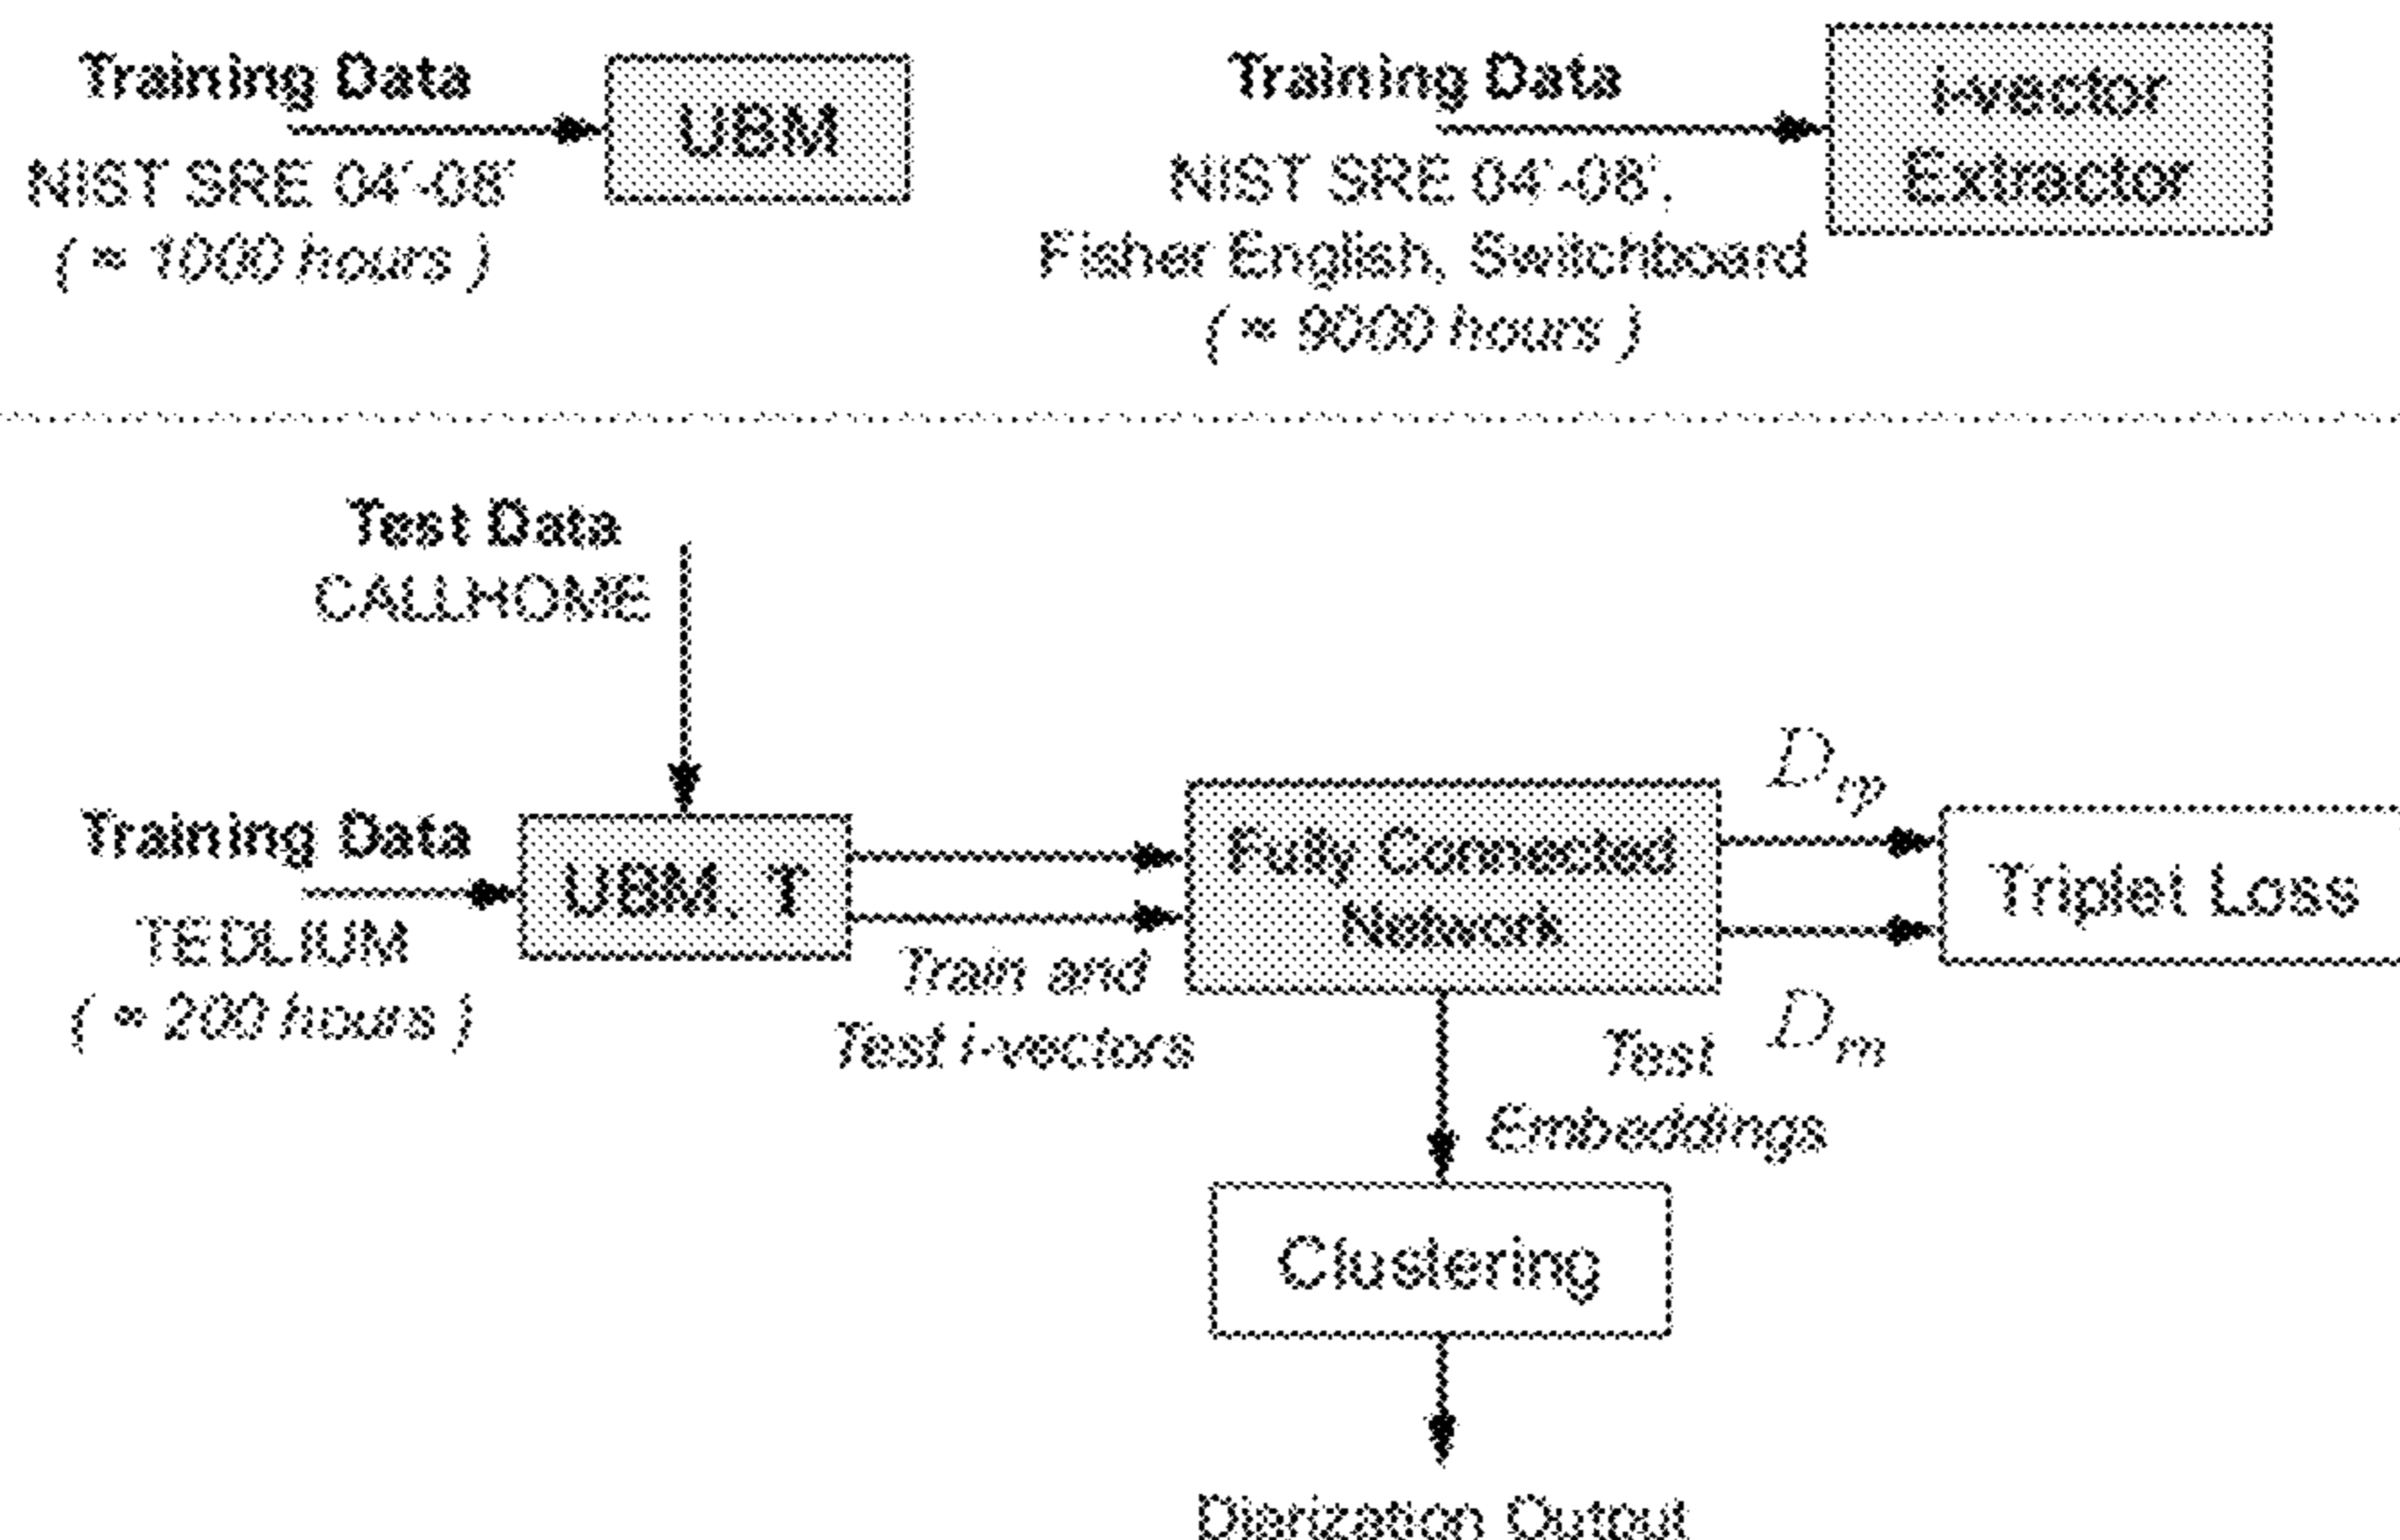 Training Data
UBM
NIST SRE 04'-08'
( ≈ 1000 hours )
Training Data
i-vector
Extractor
NIST SRE 04'-08',
Fisher English, Switchboard
( ≈ 9000 hours )
Test Data
CALLHOME
Training Data
UBM, T
TEDLIUM
( ≈ 200 hours )
Train and
Test i-vectors
Fully Connected
Network
D_rp
Triplet Loss
D_rn
Test
Embeddings
Clustering
Diarization Output